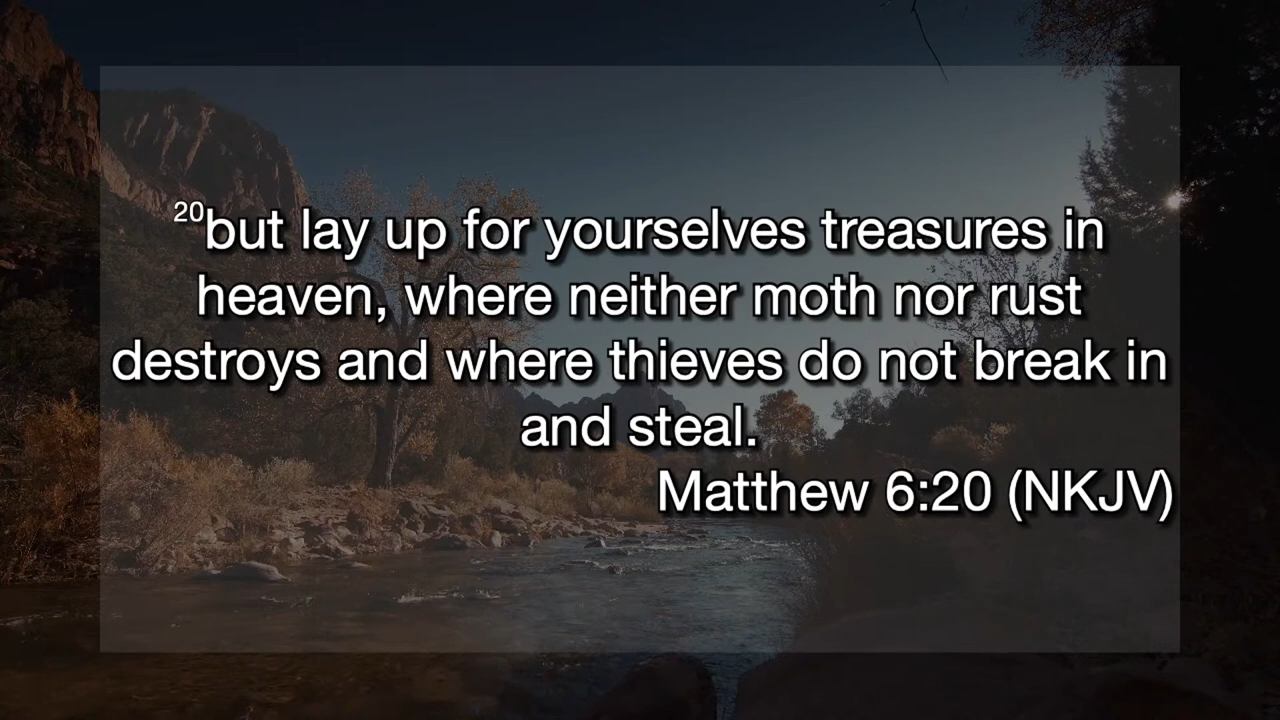 20but lay up for yourselves treasures in
heaven, where neither moth nor rust
destroys and where thieves do not break in
and steal.
Matthew 6:20 (NKJV)